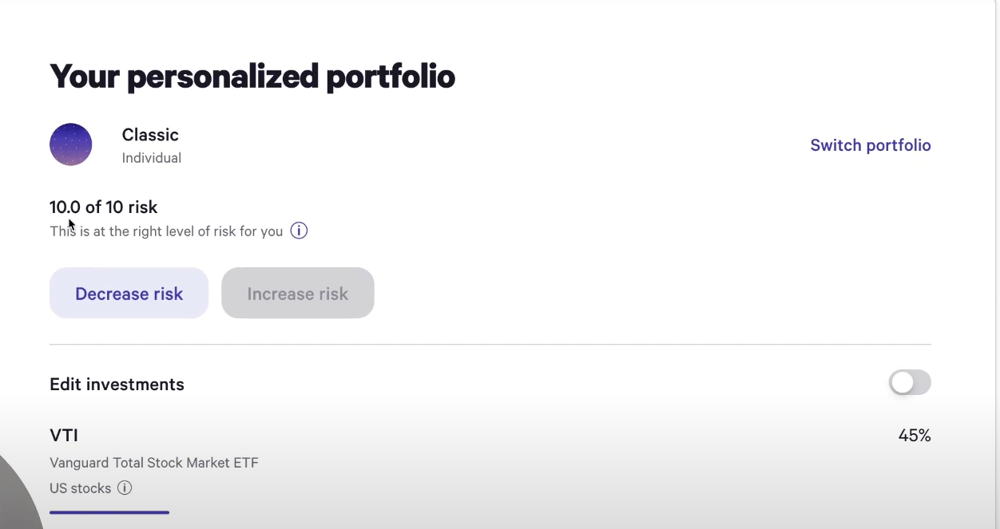 Your personalized portfolio
Classic
Individual
Switch portfolio
10.0 of 10 risk
This is at the right level of risk for you
Decrease risk
Increase risk
Edit investments
VTI
45%
Vanguard Total Stock Market ETF
US stocks